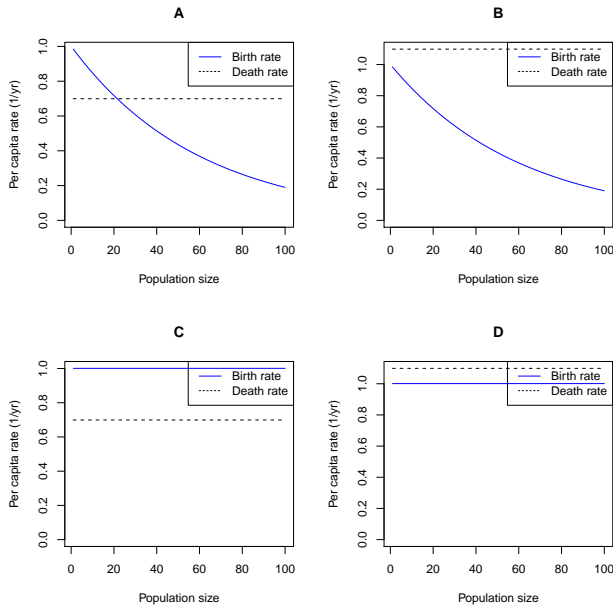 A
Per capita rate (1/yr)
0.0 0.2 0.4 0.6 0.8 1.0
Birth rate
Death rate
0 20 40 60 80 100
Population size
B
Per capita rate (1/yr)
0.0 0.2 0.4 0.6 0.8 1.0
Birth rate
Death rate
0 20 40 60 80 100
Population size
C
Per capita rate (1/yr)
0.0 0.2 0.4 0.6 0.8 1.0
Birth rate
Death rate
0 20 40 60 80 100
Population size
D
Per capita rate (1/yr)
0.0 0.2 0.4 0.6 0.8 1.0
Birth rate
Death rate
0 20 40 60 80 100
Population size